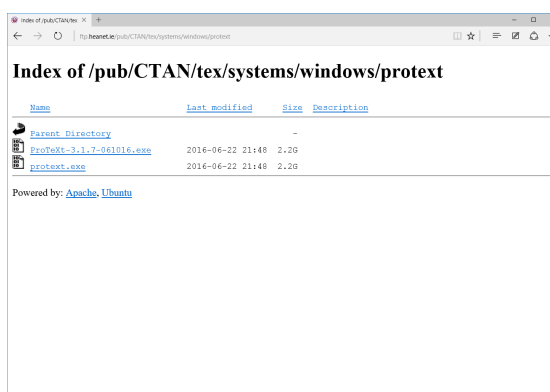 Index of /pub/CTAN/tex
ftp.heanet.ie/pub/CTAN/tex/systems/windows/protext
Index of /pub/CTAN/tex/systems/windows/protext
Name Last modified Size Description
Parent Directory -
ProTeXt-3.1.7-061016.exe 2016-06-22 21:48 2.2G
protext.exe 2016-06-22 21:48 2.2G
Powered by: Apache, Ubuntu